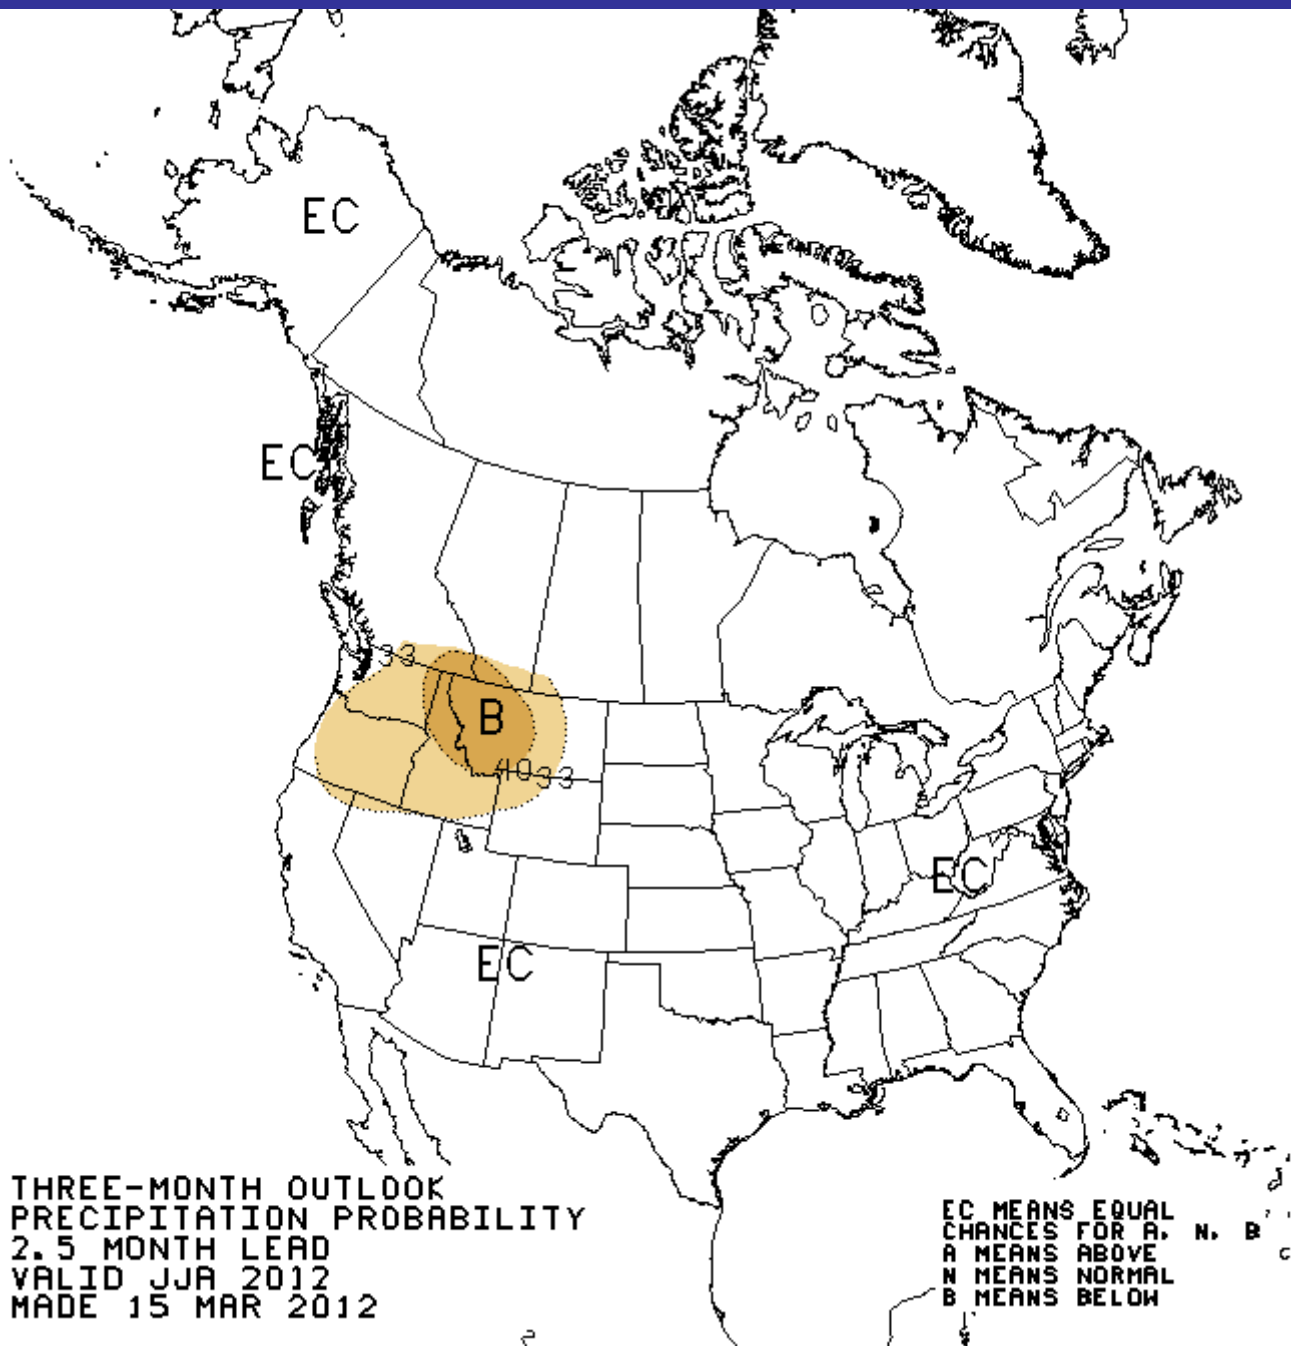 EC
EC
33
B
40
33
EC
EC
THREE-MONTH OUTLOOK
PRECIPITATION PROBABILITY
2.5 MONTH LEAD
VALID JJA 2012
MADE 15 MAR 2012
EC MEANS EQUAL
CHANCES FOR A, N, B
A MEANS ABOVE
N MEANS NORMAL
B MEANS BELOW